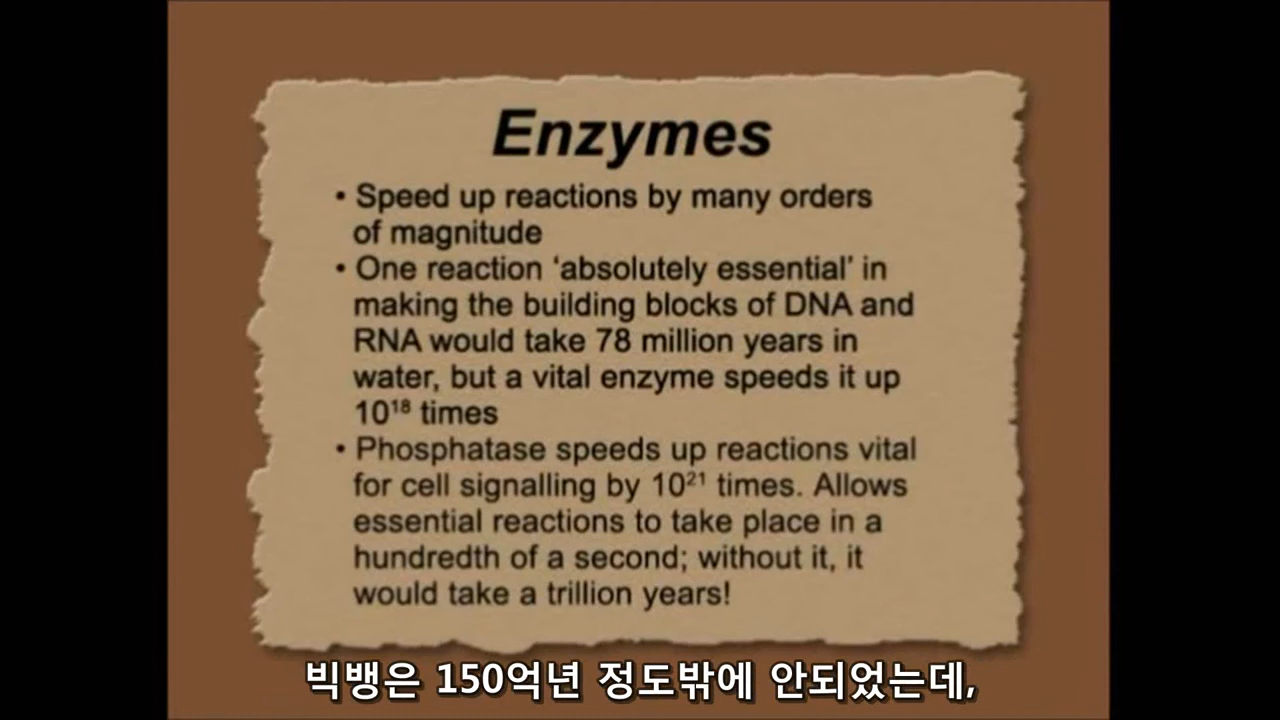 Enzymes
• Speed up reactions by many orders
of magnitude
• One reaction ‘absolutely essential’ in
making the building blocks of DNA and
RNA would take 78 million years in
water, but a vital enzyme speeds it up
10¹⁸ times
• Phosphatase speeds up reactions vital
for cell signalling by 10²¹ times. Allows
essential reactions to take place in a
hundredth of a second; without it, it
would take a trillion years!
빅뱅은 150억년 정도밖에 안되었는데,